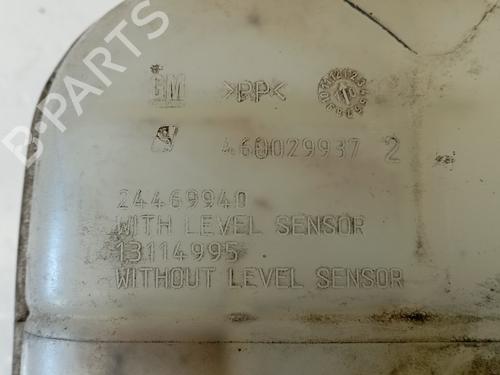 GM >PP<
460029937 2
24469940
WITH LEVEL SENSOR
13114995
WITHOUT LEVEL SENSOR
B-PARTS